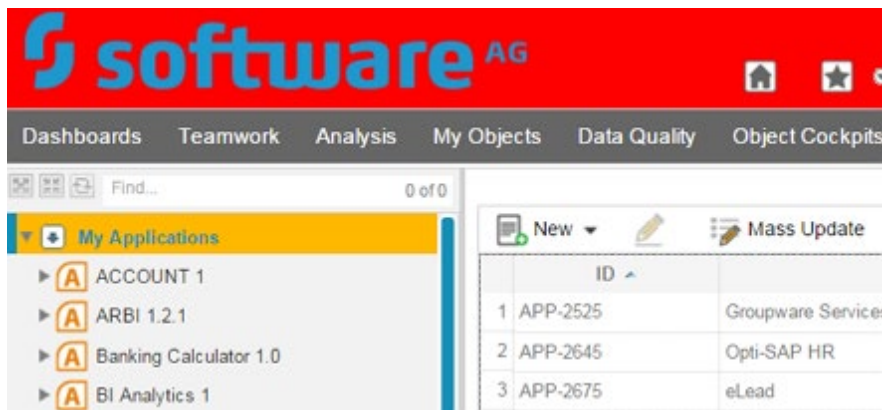 software AG
Dashboards Teamwork Analysis My Objects Data Quality Object Cockpits
Find... 0 of 0
My Applications
A ACCOUNT 1
A ARBI 1.2.1
A Banking Calculator 1.0
A BI Analytics 1
New Mass Update
ID
1 APP-2525 Groupware Services
2 APP-2645 Opti-SAP HR
3 APP-2675 eLead